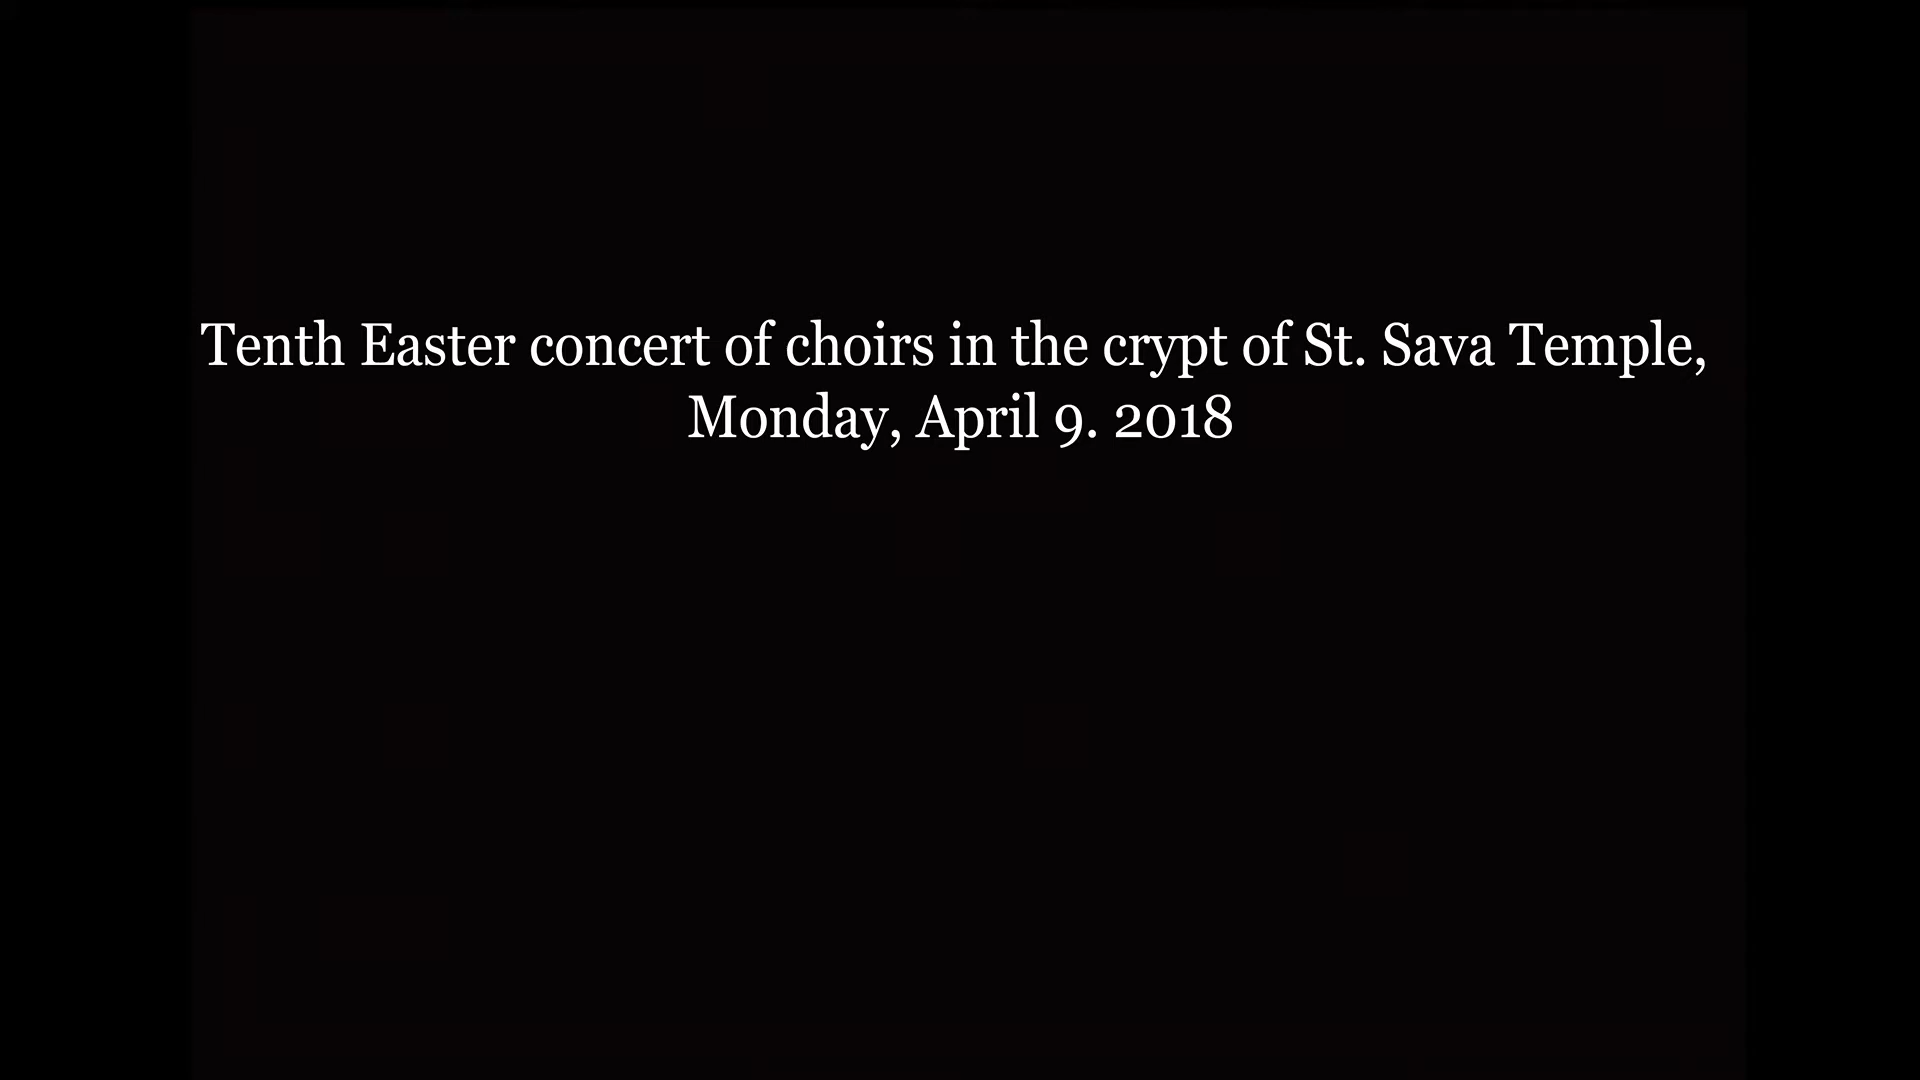 Tenth Easter concert of choirs in the crypt of St. Sava Temple,
Monday, April 9. 2018